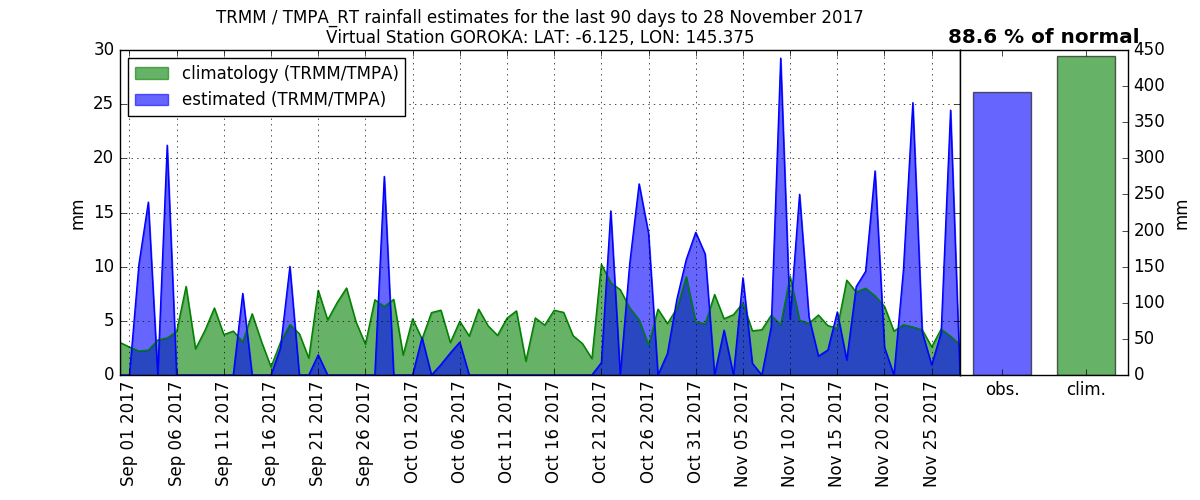 TRMM / TMPA_RT rainfall estimates for the last 90 days to 28 November 2017
Virtual Station GOROKA: LAT: -6.125, LON: 145.375
88.6 % of normal
climatology (TRMM/TMPA)
estimated (TRMM/TMPA)
30
25
20
15
10
5
0
mm
450
400
350
300
250
200
150
100
50
0
mm
Sep 01 2017
Sep 06 2017
Sep 11 2017
Sep 16 2017
Sep 21 2017
Sep 26 2017
Oct 01 2017
Oct 06 2017
Oct 11 2017
Oct 16 2017
Oct 21 2017
Oct 26 2017
Oct 31 2017
Nov 05 2017
Nov 10 2017
Nov 15 2017
Nov 20 2017
Nov 25 2017
obs.
clim.